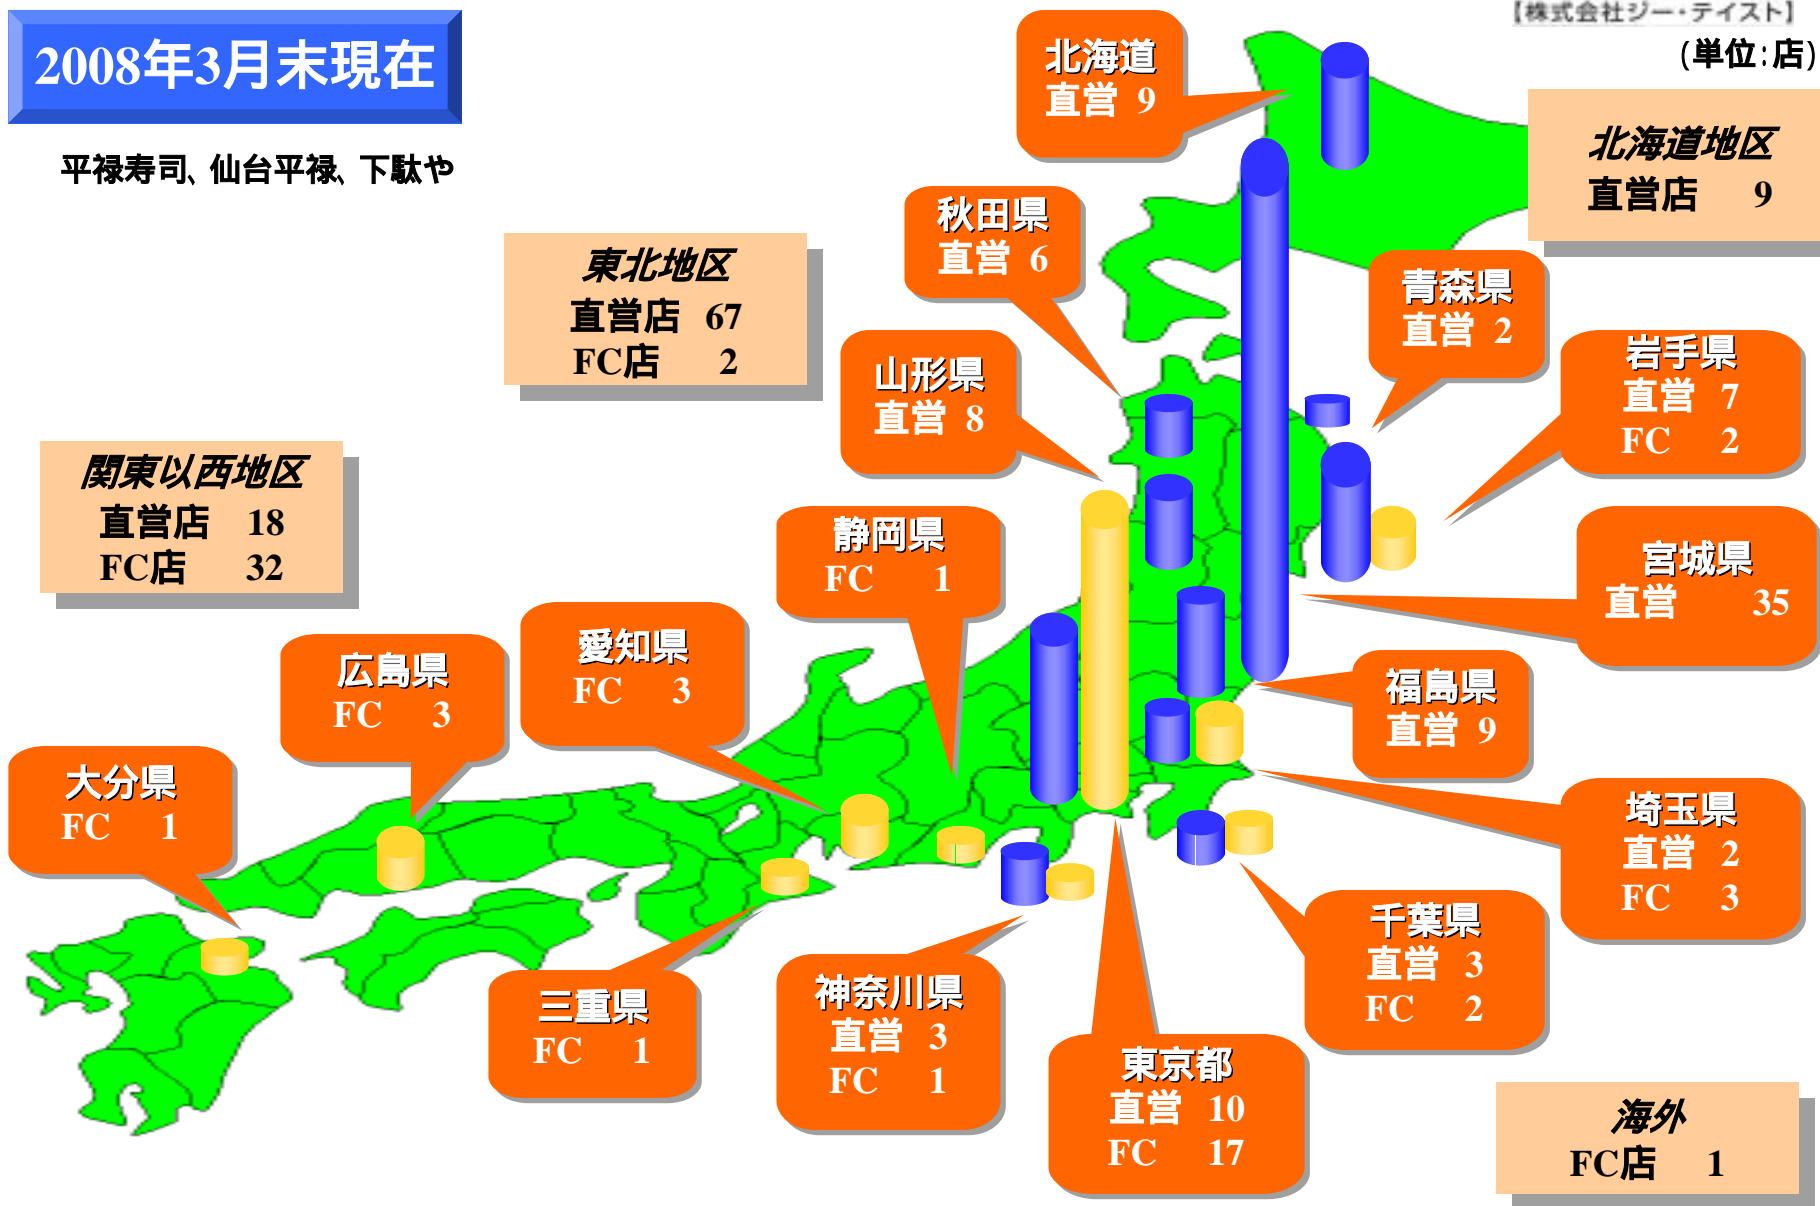 【株式会社ジー・テイスト】
(単位:店)
2008年3月末現在
平禄寿司、仙台平禄、下駄や
北海道
直営 9
北海道地区
直営店 9
秋田県
直営 6
東北地区
直営店 67
FC店 2
青森県
直営 2
山形県
直営 8
岩手県
直営 7
FC 2
関東以西地区
直営店 18
FC店 32
静岡県
FC 1
宮城県
直営 35
愛知県
FC 3
広島県
FC 3
福島県
直営 9
大分県
FC 1
埼玉県
直営 2
FC 3
千葉県
直営 3
FC 2
三重県
FC 1
神奈川県
直営 3
FC 1
東京都
直営 10
FC 17
海外
FC店 1